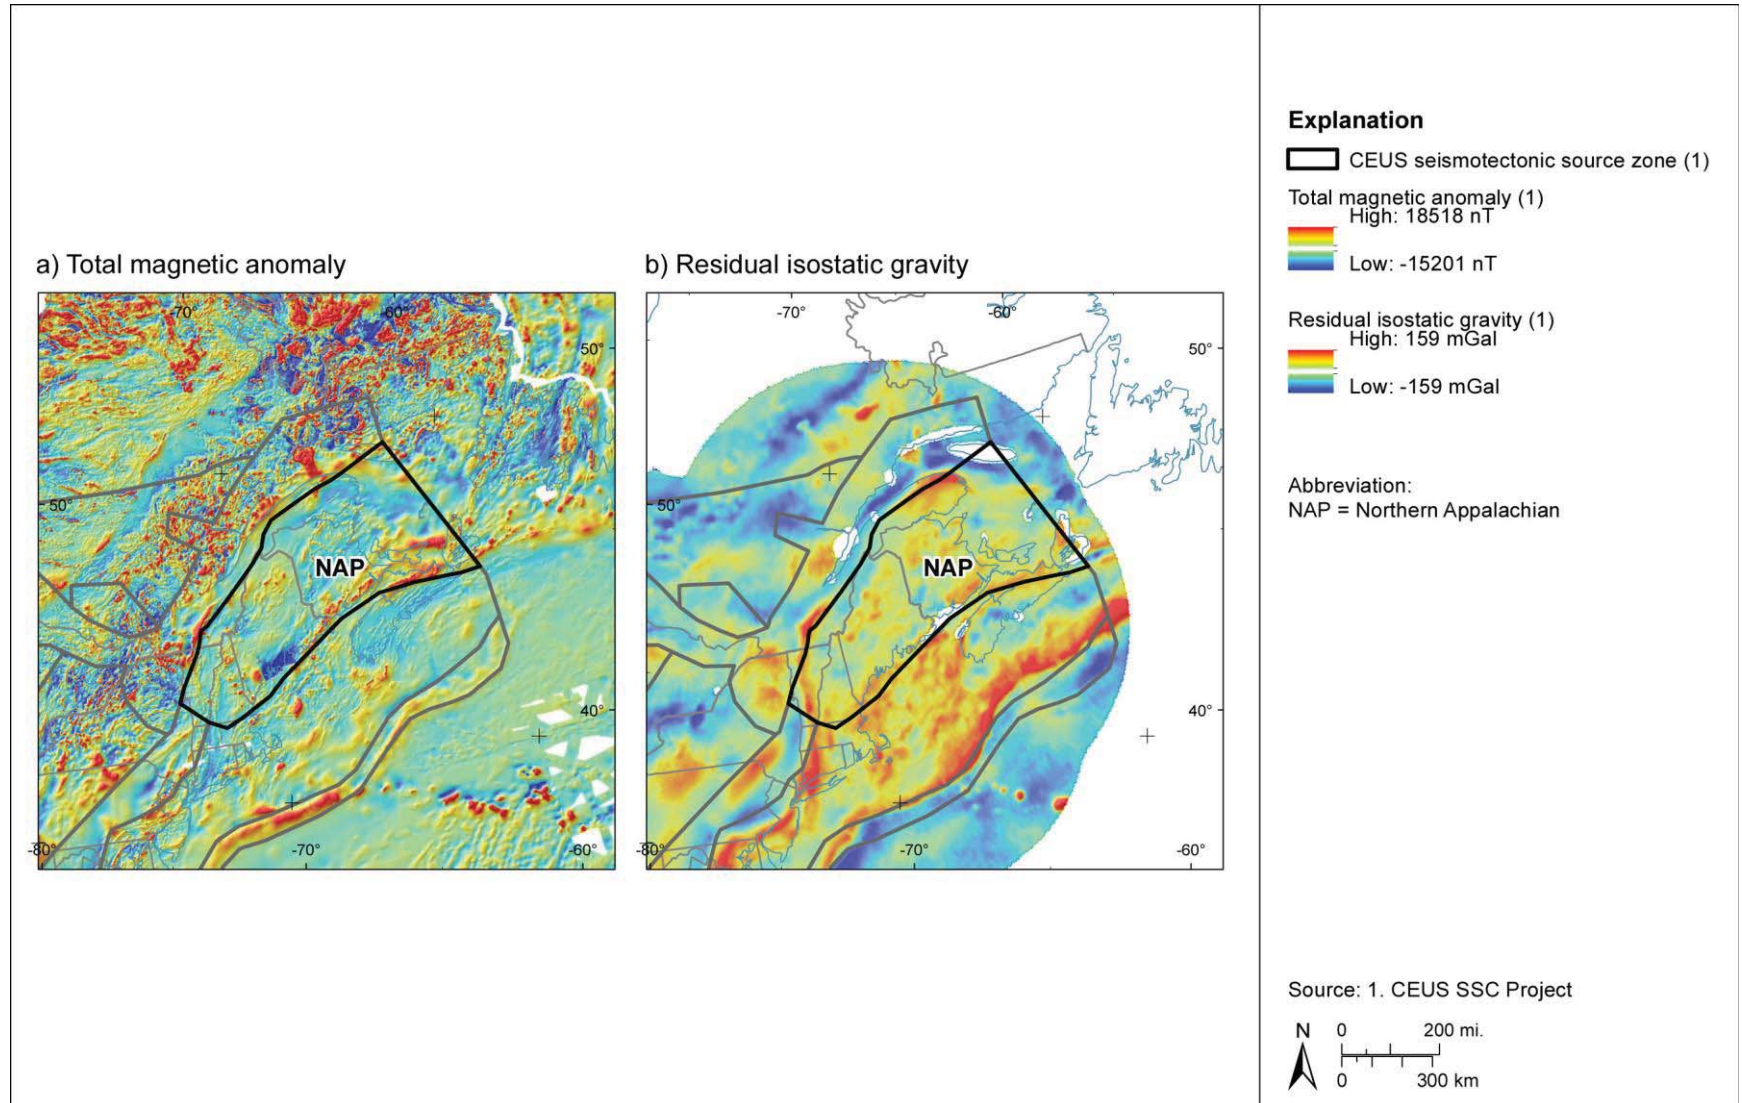 a) Total magnetic anomaly
-70°
-60°
50°
50°
NAP
40°
-80°
-70°
-60°
b) Residual isostatic gravity
-70°
-60°
50°
50°
NAP
40°
-80
-70°
-60°
Explanation
CEUS seismotectonic source zone (1)
Total magnetic anomaly (1)
High: 18518 nT
Low: -15201 nT
Residual isostatic gravity (1)
High: 159 mGal
Low: -159 mGal
Abbreviation:
NAP = Northern Appalachian
Source: 1. CEUS SSC Project
N
0 200 mi.
0 300 km